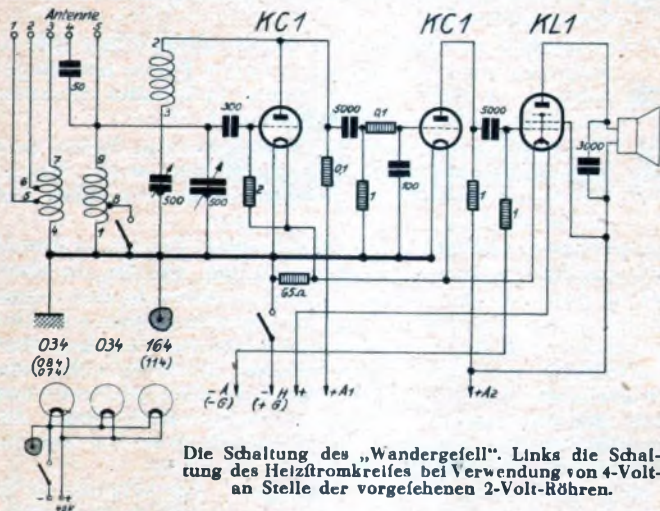 Antenne
KC1 KC1 KL1
1 2 3 4 5
50
2
3
300
5000
0,1
5000
3000
7
6
5
4
9
8
1
500
500
2
0,1
1
100
1
1
65Ω
034 034 164
(084 (114)
074)
-A - H + +A1 +A2
(-G) (+G)
- +
4V
Die Schaltung des „Wandergeſell“. Links die Schal-
tung des Heizſtromkreiſes bei Verwendung von 4-Volt-
an Stelle der vorgeſehenen 2-Volt-Röhren.